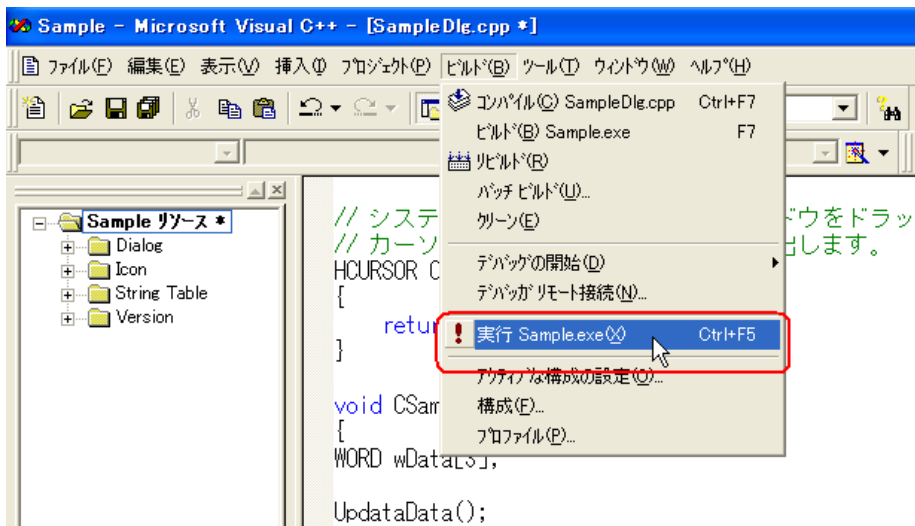 Sample - Microsoft Visual C++ - [SampleDlg.cpp *]
ﾌｧｲﾙ(F) 編集(E) 表示(V) 挿入(I) ﾌﾟﾛｼﾞｪｸﾄ(P) ﾋﾞﾙﾄﾞ(B) ﾂｰﾙ(T) ｳｨﾝﾄﾞｳ(W) ﾍﾙﾌﾟ(H)
ｺﾝﾊﾟｲﾙ(C) SampleDlg.cpp Ctrl+F7
ﾋﾞﾙﾄﾞ(B) Sample.exe F7
ﾘﾋﾞﾙﾄﾞ(R)
ﾊﾞｯﾁ ﾋﾞﾙﾄﾞ(U)...
ｸﾘｰﾝ(E)
ﾃﾞﾊﾞｯｸﾞの開始(D)
ﾃﾞﾊﾞｯｶﾞ ﾘﾓｰﾄ接続(N)...
実行 Sample.exe(X) Ctrl+F5
ｱｸﾃｨﾌﾞな構成の設定(O)...
構成(F)...
ﾌﾟﾛﾌｧｲﾙ(P)...
Sample ﾘｿｰｽ *
Dialog
Icon
String Table
Version
// システ ウをドラッ
// カーソ 出します。
HCURSOR C
{
retur
}
void CSam
{
WORD wData[3],
UpdataData();